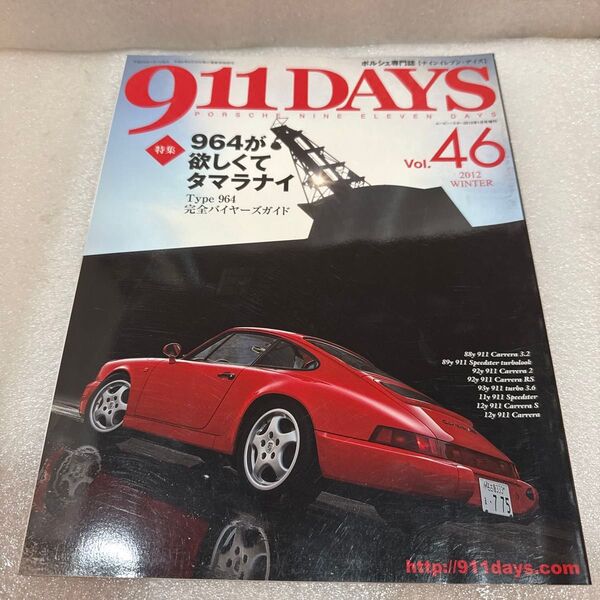 ポルシェ専門誌［ナインイレブン・デイズ］
911 DAYS
PORSCHE NINE ELEVEN DAYS
Vol.46
2012
WINTER
特集
964が
欲しくて
タマラナイ
Type 964
完全バイヤーズガイド
88y 911 Carrera 3.2
89y 911 Speedster turbolook
92y 911 Carrera 2
92y 911 Carrera RS
93y 911 turbo 3.6
11y 911 Speedster
12y 911 Carrera S
12y 911 Carrera
・775
http://911days.com